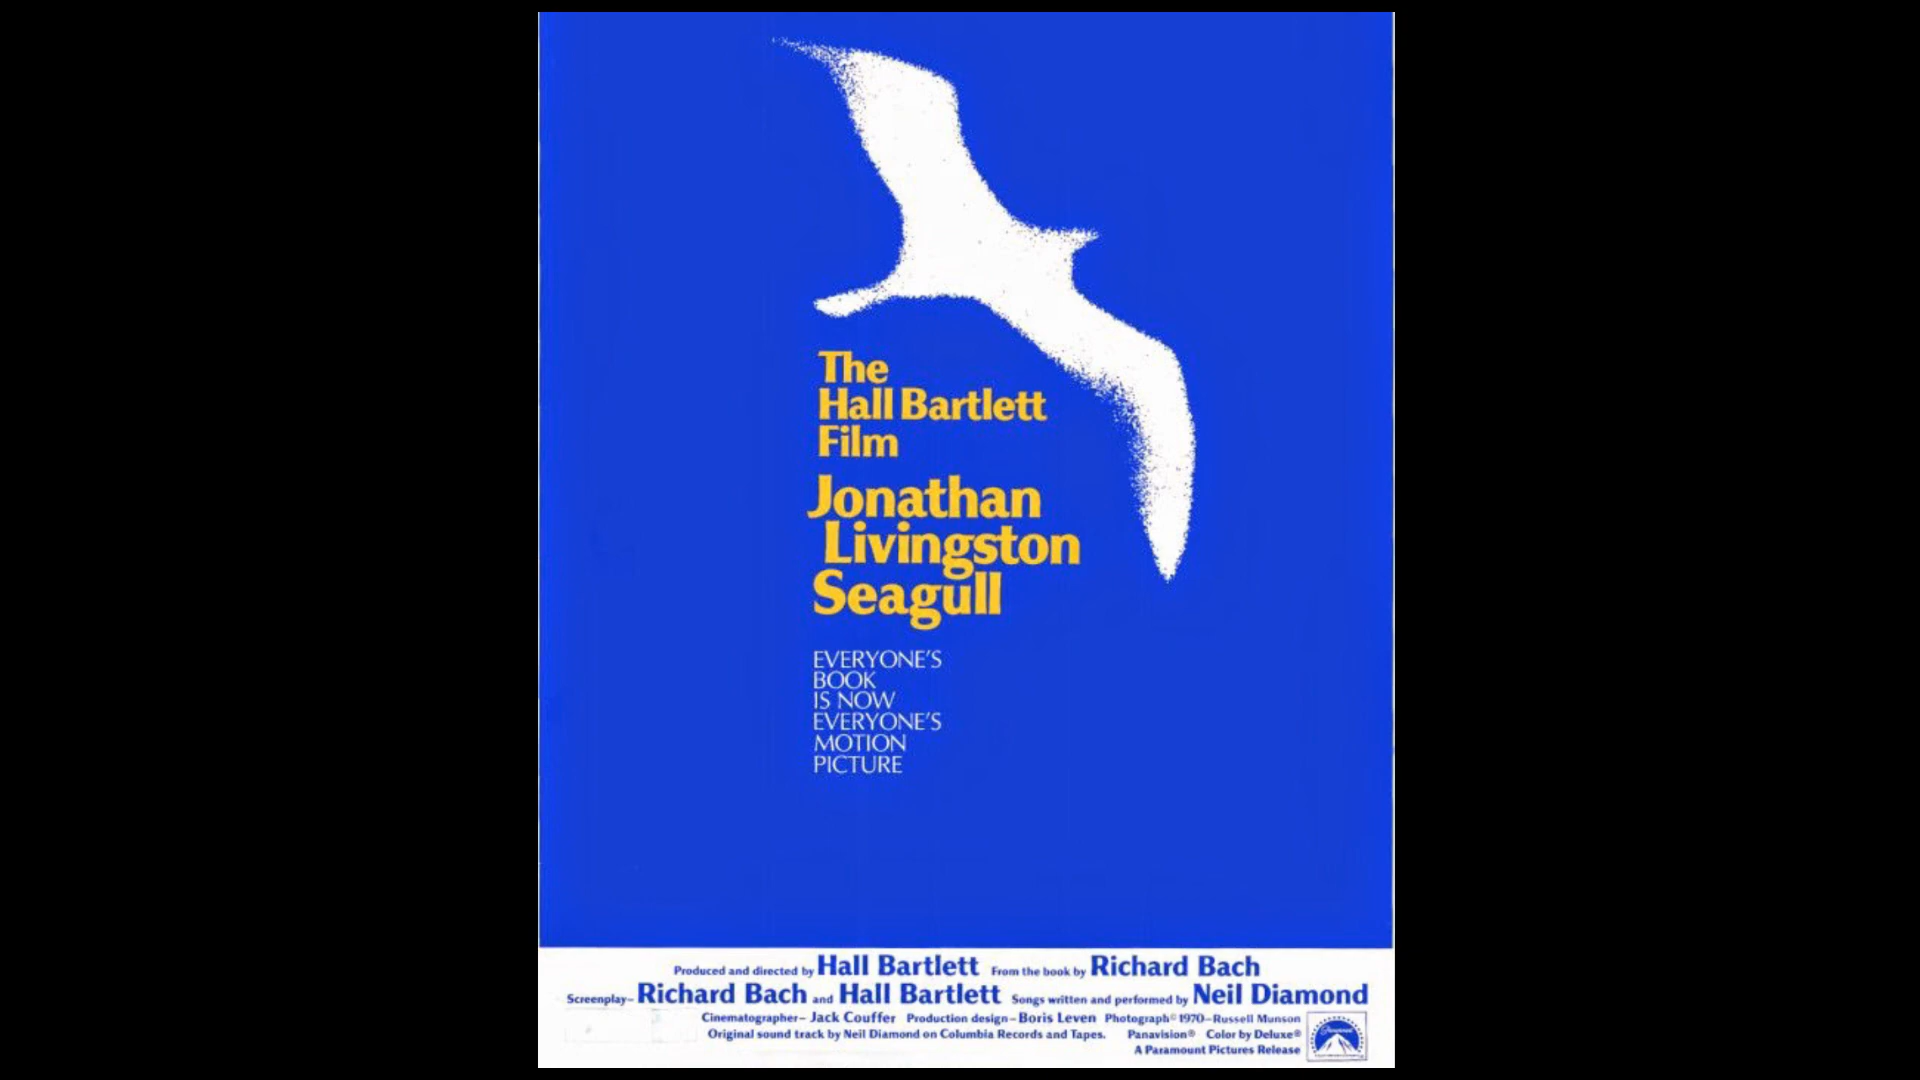 The
Hall Bartlett
Film
Jonathan
Livingston
Seagull
EVERYONE'S
BOOK
IS NOW
EVERYONE'S
MOTION
PICTURE
Produced and directed by Hall Bartlett From the book by Richard Bach
Screenplay– Richard Bach and Hall Bartlett Songs written and performed by Neil Diamond
Cinematographer– Jack Couffer Production design–Boris Leven Photograph© 1970–Russell Munson
Original sound track by Neil Diamond on Columbia Records and Tapes. Panavision® Color by Deluxe®
A Paramount Pictures Release
Paramount